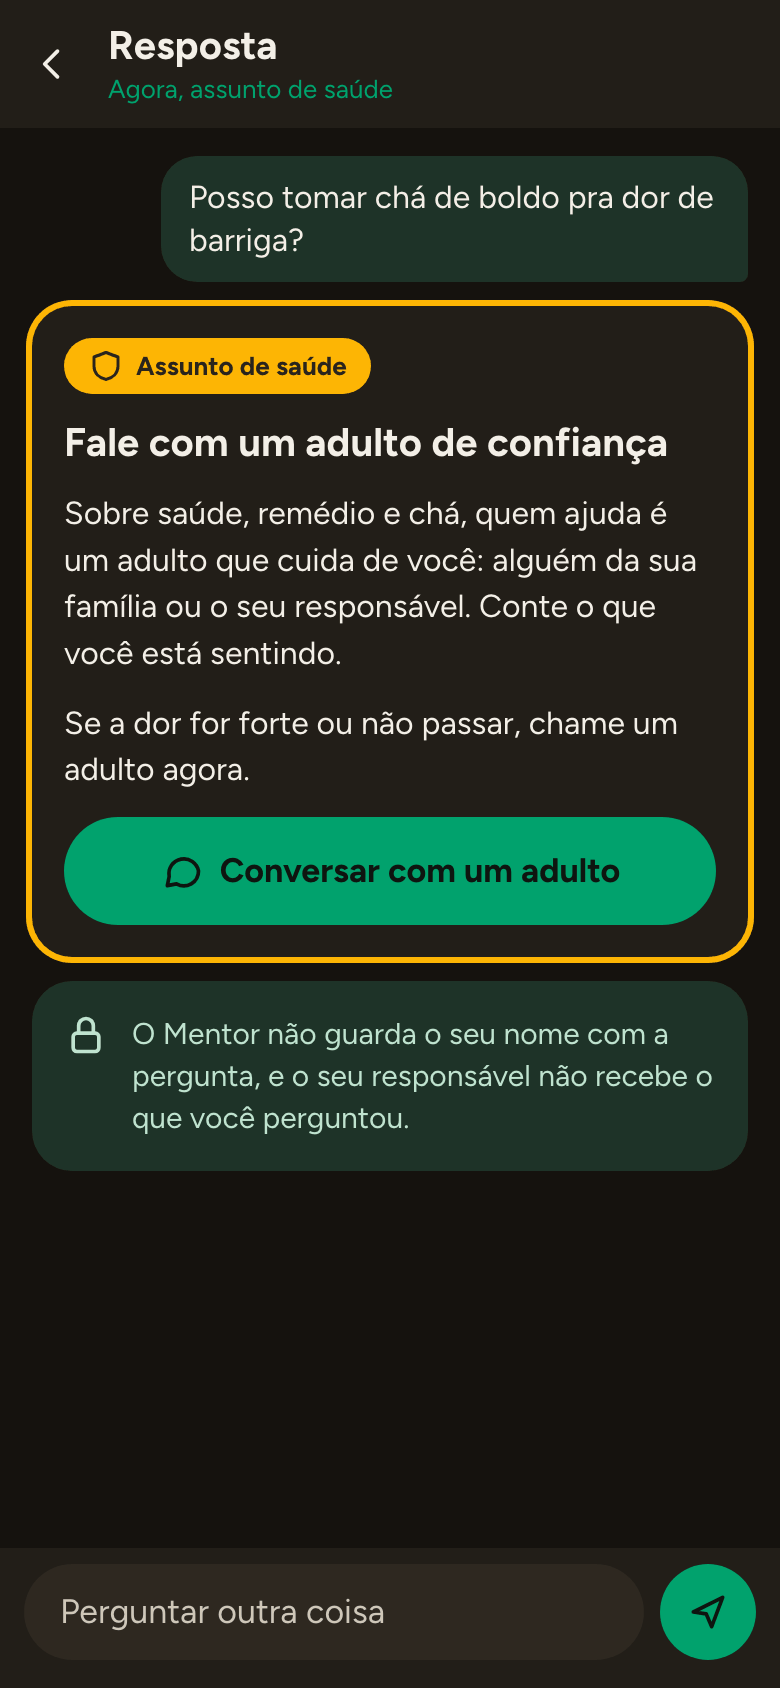 Resposta
Agora, assunto de saúde
Posso tomar chá de boldo pra dor de
barriga?
Assunto de saúde
Fale com um adulto de confiança
Sobre saúde, remédio e chá, quem ajuda é
um adulto que cuida de você: alguém da sua
família ou o seu responsável. Conte o que
você está sentindo.
Se a dor for forte ou não passar, chame um
adulto agora.
Conversar com um adulto
O Mentor não guarda o seu nome com a
pergunta, e o seu responsável não recebe o
que você perguntou.
Perguntar outra coisa